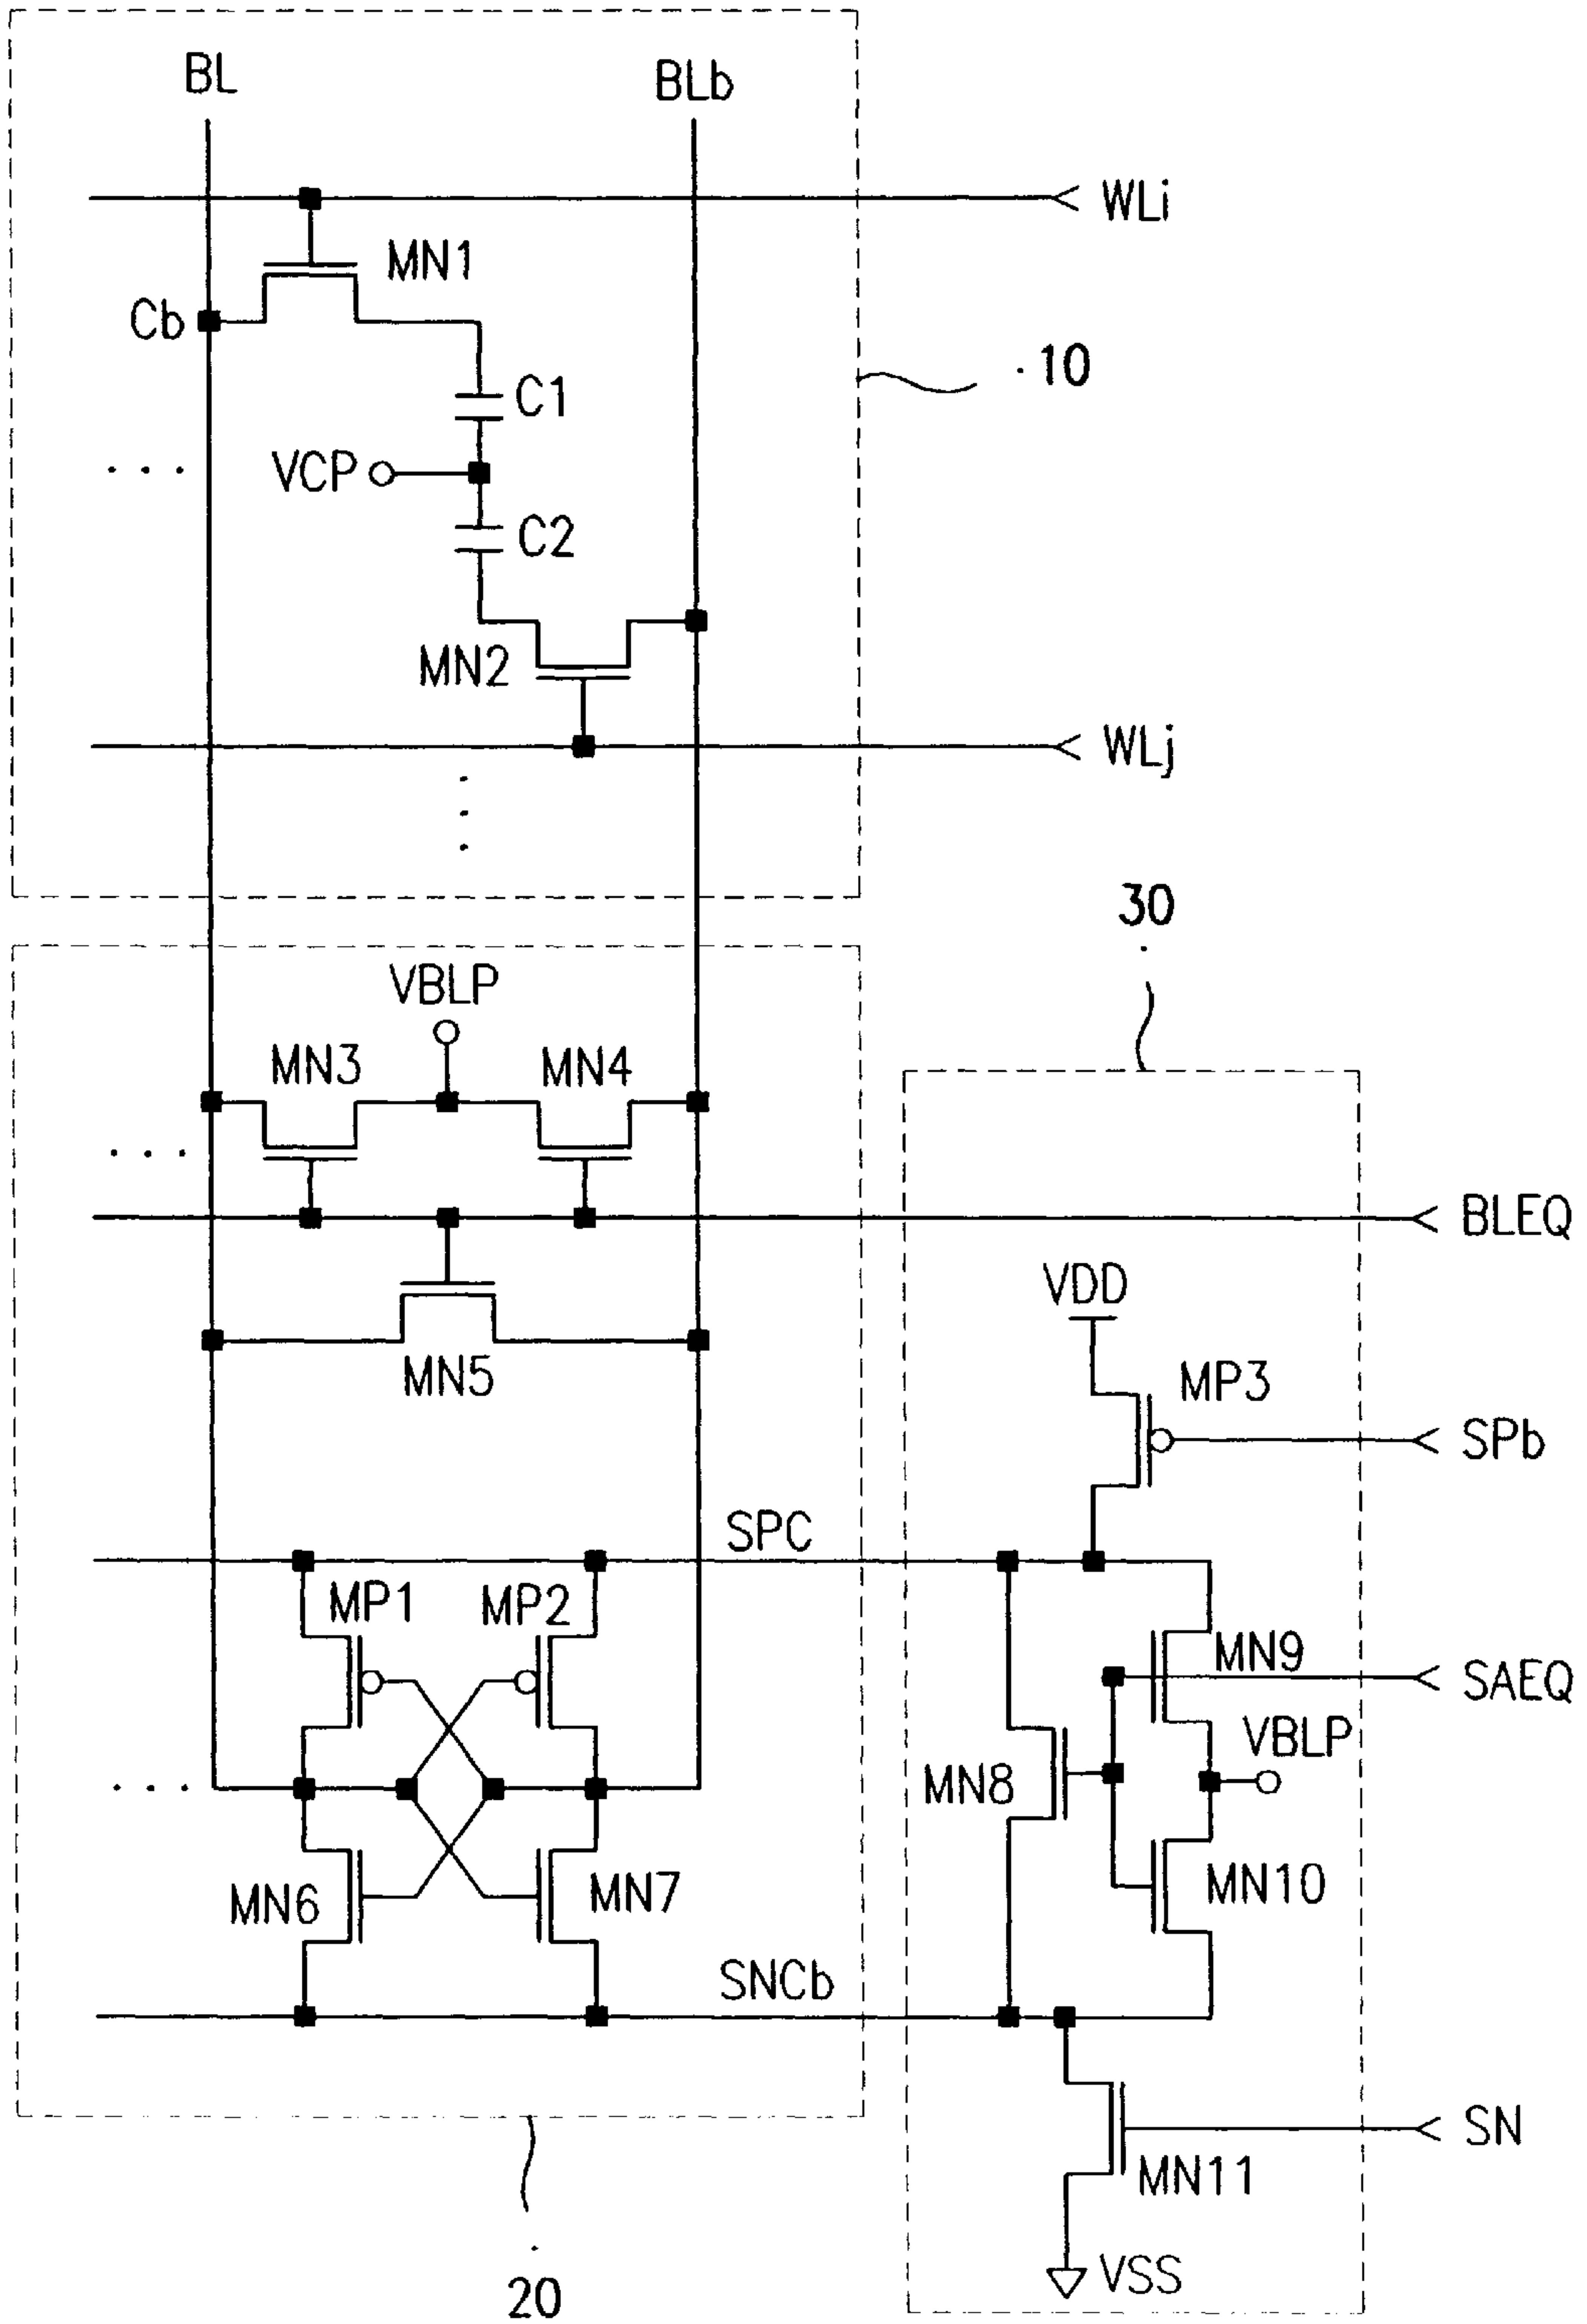 BL
BLb
WLi
MN1
Cb
C1
10
VCP
C2
MN2
WLj
30
VBLP
MN3
MN4
BLEQ
VDD
MN5
MP3
SPb
SPC
MP1
MP2
MN9
SAEQ
VBLP
MN8
MN6
MN7
MN10
SNCb
SN
MN11
VSS
20